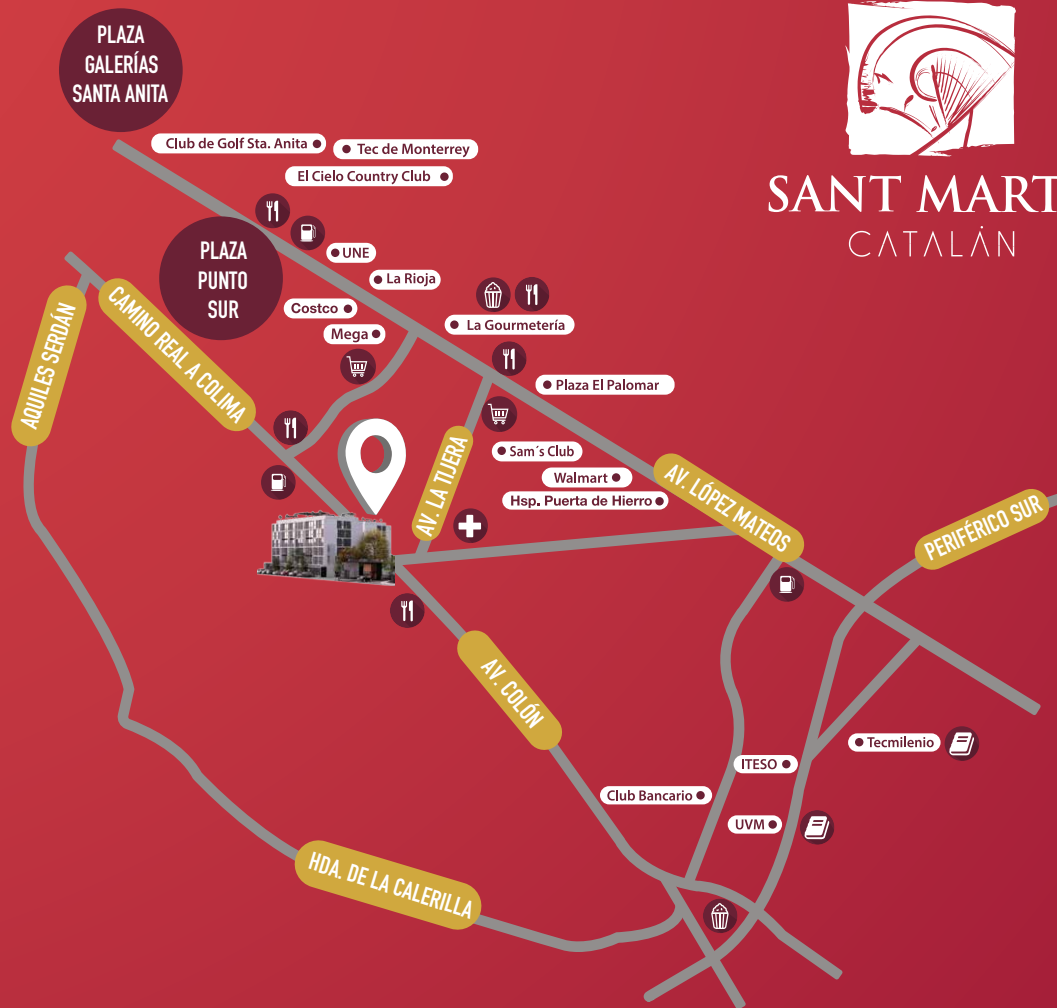 PLAZA
GALERÍAS
SANTA ANITA
SANT MART
CATALÁN
Club de Golf Sta. Anita
Tec de Monterrey
El Cielo Country Club
PLAZA
PUNTO
SUR
UNE
La Rioja
Costco
Mega
La Gourmetería
Plaza El Palomar
AQUILES SERDÁN
CAMINO REAL A COLIMA
AV. LA TIJERA
Sam´s Club
Walmart
Hsp. Puerta de Hierro
AV. LÓPEZ MATEOS
PERIFÉRICO SUR
AV. COLÓN
Tecmilenio
ITESO
Club Bancario
UVM
HDA. DE LA CALERILLA